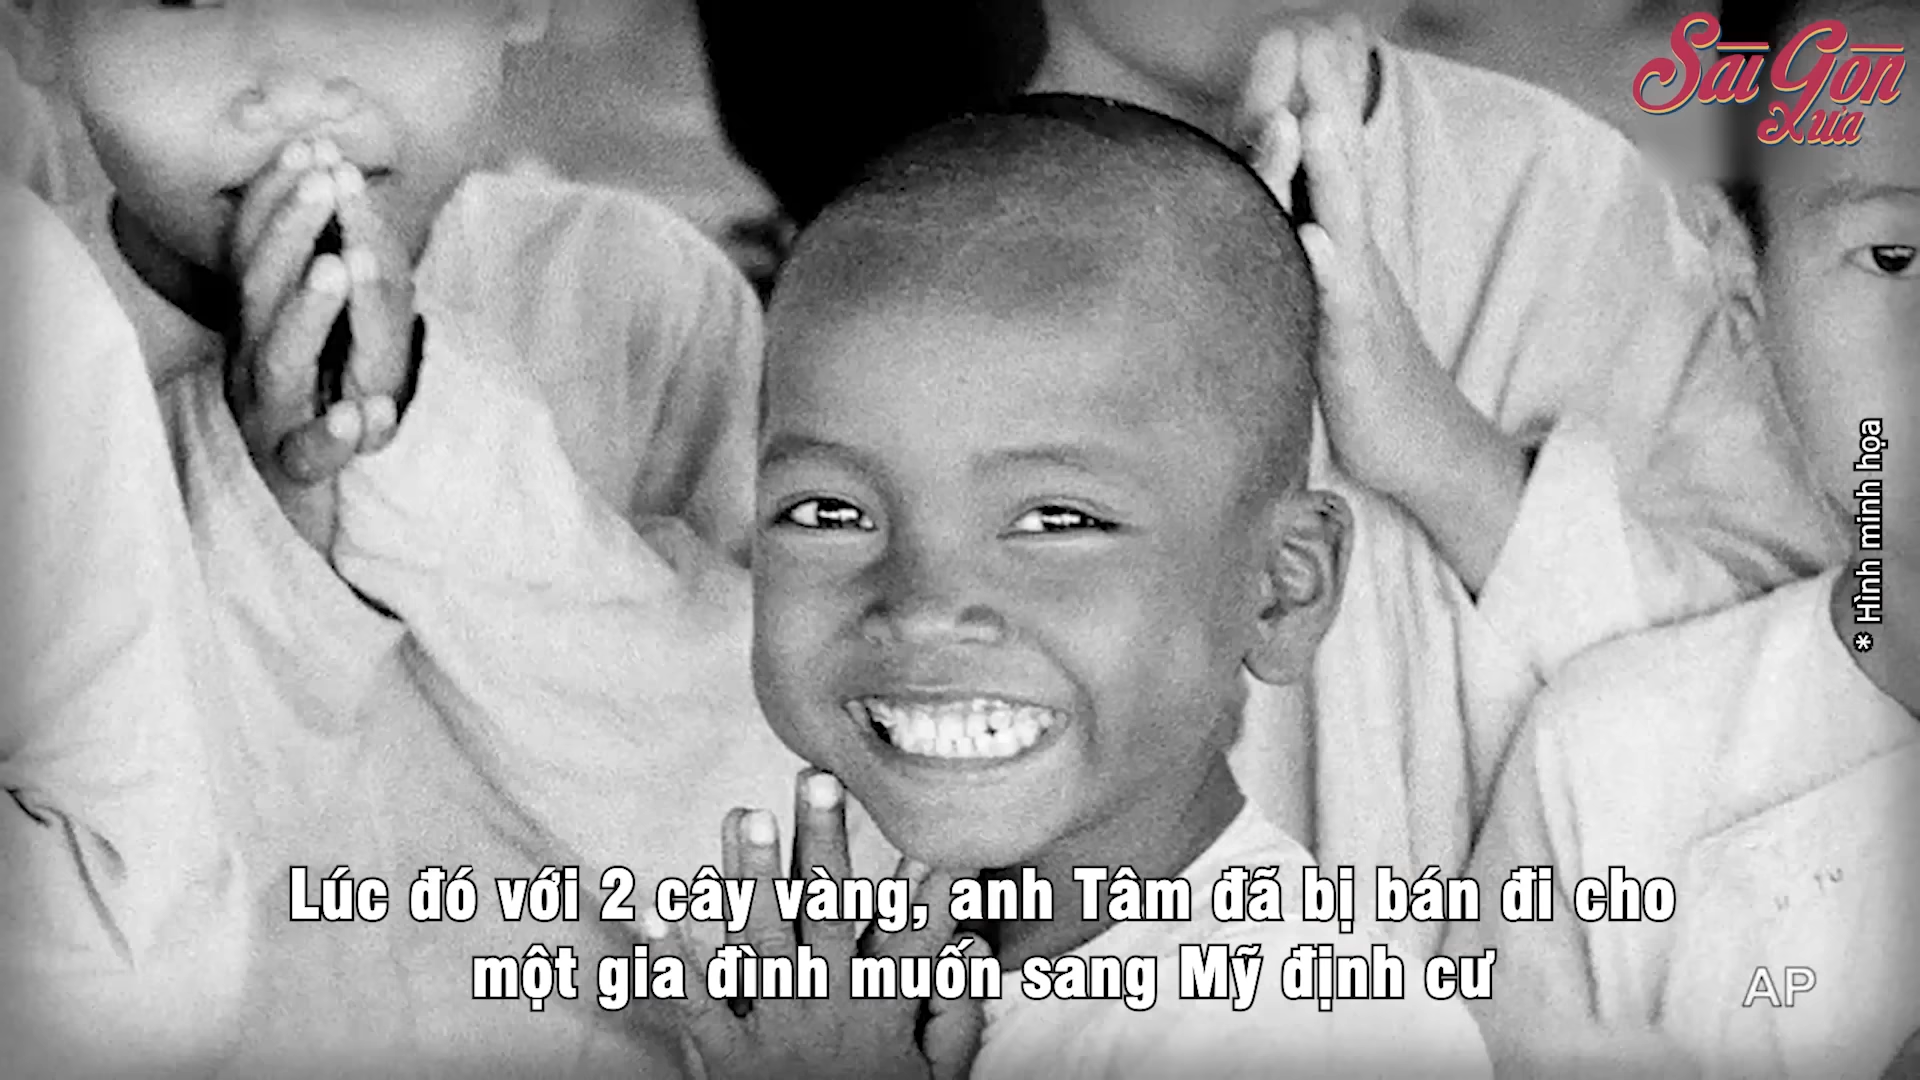 Sài Gòn
Xưa
* Hình minh họa
Lúc đó với 2 cây vàng, anh Tâm đã bị bán đi cho
một gia đình muốn sang Mỹ định cư
AP